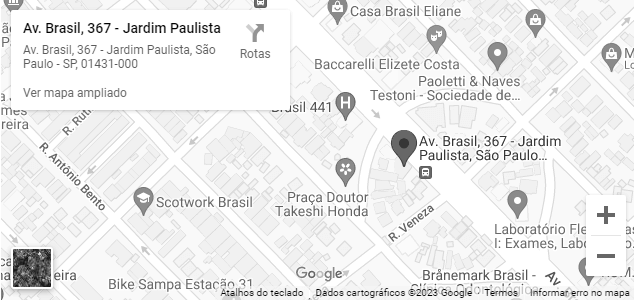 Av. Brasil, 367 - Jardim Paulista
Av. Brasil, 367 - Jardim Paulista, São
Paulo - SP, 01431-000
Ver mapa ampliado
Rotas
Casa Brasil Eliane
Baccarelli Elizete Costa
Paoletti & Naves
Testoni - Sociedade de...
Brasil 441
Av. Brasil, 367 - Jardim
Paulista, São Paulo...
R. Antônio Bento
Scotwork Brasil
Praça Doutor
Takeshi Honda
R. Veneza
Laboratório Fle
I: Exames, Labo
Bike Sampa Estação 31
Brånemark Brasil -
Av.
Google
Atalhos do teclado
Dados cartográficos ©2023 Google
Termos
Informar erro no mapa